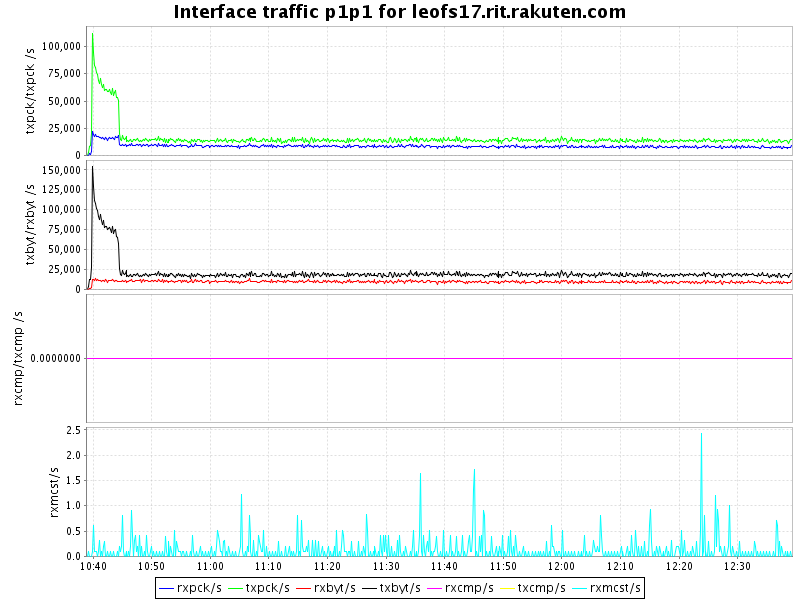 Interface traffic p1p1 for leofs17.rit.rakuten.com
txpck/txpck /s
100,000
75,000
50,000
25,000
0
txbyt/rxbyt /s
150,000
125,000
100,000
75,000
50,000
25,000
0
rxcmp/txcmp /s
0.0000000
rxmcst/s
2.5
2.0
1.5
1.0
0.5
0.0
10:40 10:50 11:00 11:10 11:20 11:30 11:40 11:50 12:00 12:10 12:20 12:30
rxpck/s txpck/s rxbyt/s txbyt/s rxcmp/s txcmp/s rxmcst/s